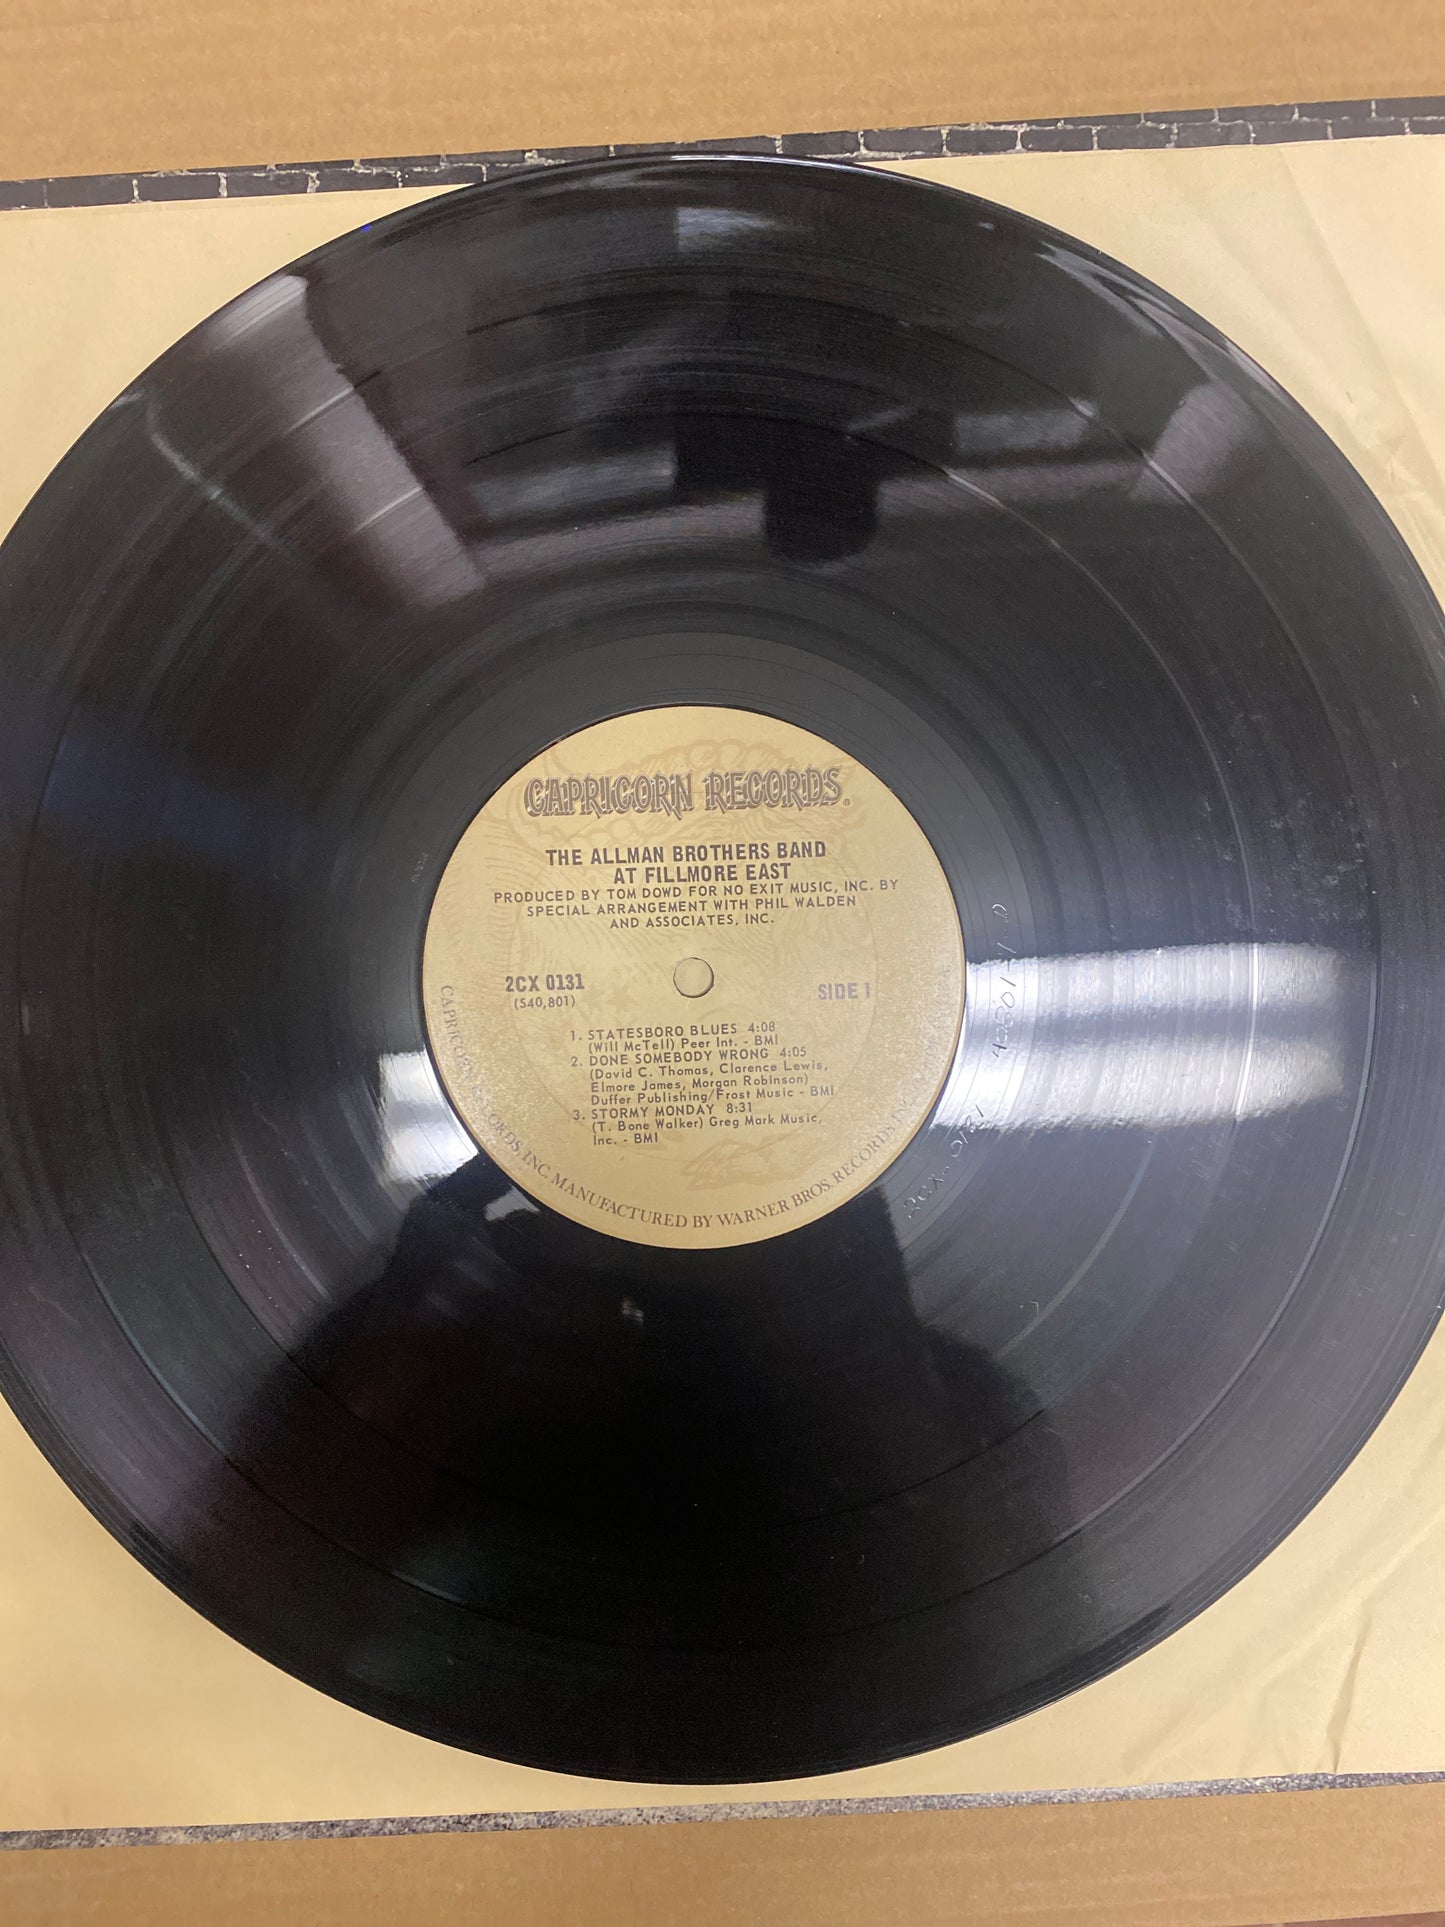 CAPRICORN RECORDS.
THE ALLMAN BROTHERS BAND
AT FILLMORE EAST
PRODUCED BY TOM DOWD FOR NO EXIT MUSIC, INC. BY
SPECIAL ARRANGEMENT WITH PHIL WALDEN
AND ASSOCIATES, INC.
2CX 0131
(S40,801)
SIDE 1
1. STATESBORO BLUES 4:08
(Will McTell) Peer Int. - BMI
2. DONE SOMEBODY WRONG 4:05
(David C. Thomas, Clarence Lewis,
Elmore James, Morgan Robinson)
Duffer Publishing/Frost Music - BMI
3. STORMY MONDAY 8:31
(T. Bone Walker) Greg Mark Music,
Inc. - BMI
CAPRICORN RECORDS, INC. MANUFACTURED BY WARNER BROS. RECORDS INC.
2CX-0131